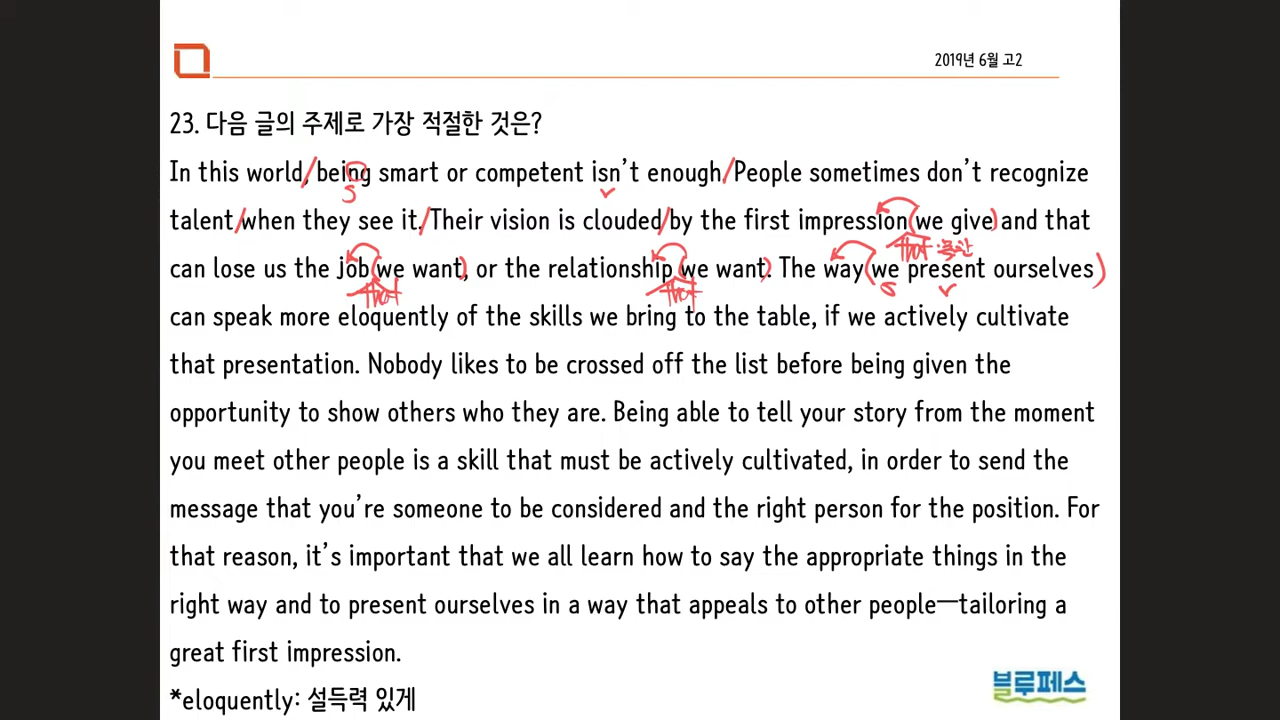 2019년 6월 고2
23. 다음 글의 주제로 가장 적절한 것은?
In this world, being smart or competent isn't enough. People sometimes don't recognize
S V
talent when they see it. Their vision is clouded by the first impression we give and that
that
can lose us the job we want, or the relationship we want. The way we present ourselves
that that S V
can speak more eloquently of the skills we bring to the table, if we actively cultivate
that presentation. Nobody likes to be crossed off the list before being given the
opportunity to show others who they are. Being able to tell your story from the moment
you meet other people is a skill that must be actively cultivated, in order to send the
message that you're someone to be considered and the right person for the position. For
that reason, it's important that we all learn how to say the appropriate things in the
right way and to present ourselves in a way that appeals to other people—tailoring a
great first impression.
*eloquently: 설득력 있게
블루페스